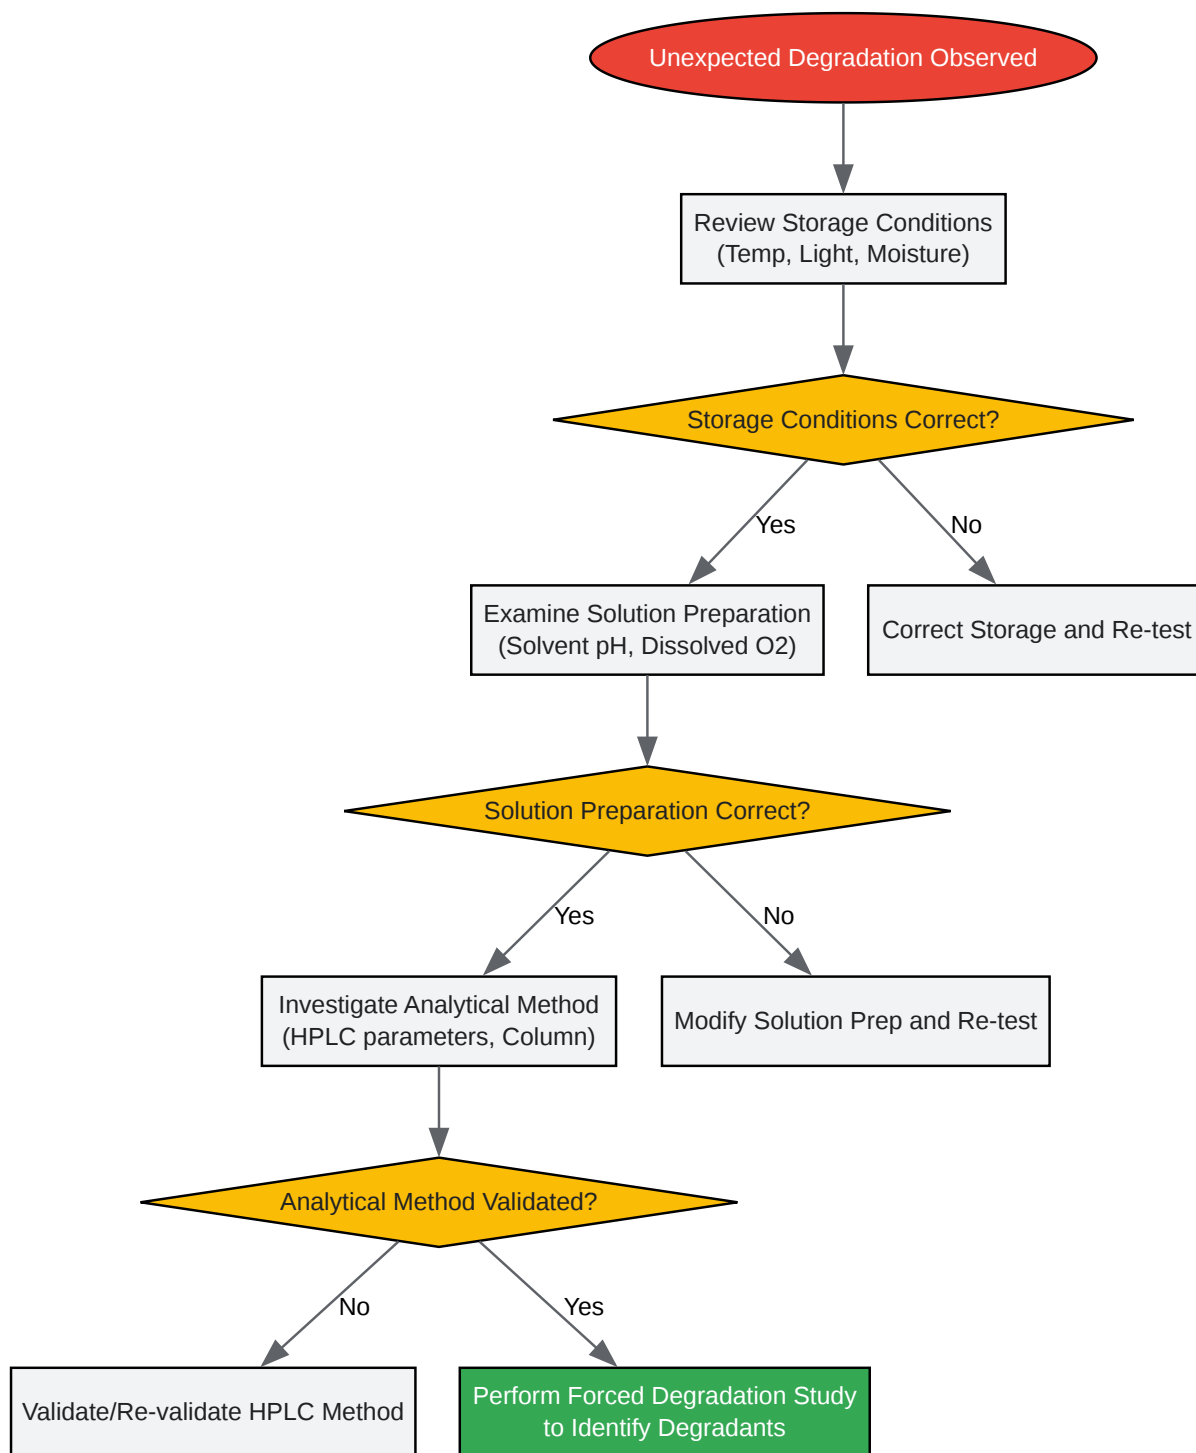 Unexpected Degradation Observed
Review Storage Conditions
(Temp, Light, Moisture)
Storage Conditions Correct?
Yes
No
Examine Solution Preparation
(Solvent pH, Dissolved O2)
Correct Storage and Re-test
Solution Preparation Correct?
Yes
No
Investigate Analytical Method
(HPLC parameters, Column)
Modify Solution Prep and Re-test
Analytical Method Validated?
No
Yes
Validate/Re-validate HPLC Method
Perform Forced Degradation Study
to Identify Degradants